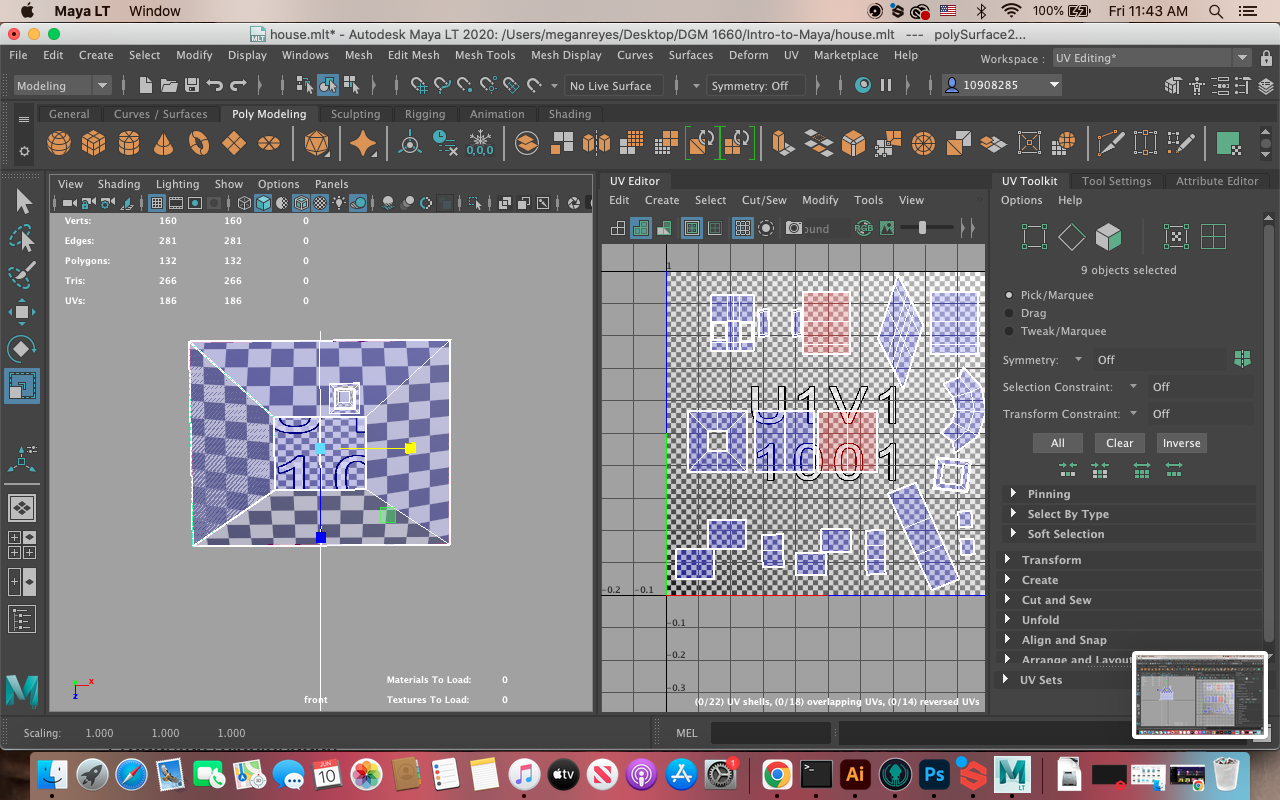 Maya LT Window 100% Fri 11:43 AM
house.mlt* - Autodesk Maya LT 2020: /Users/meganreyes/Desktop/DGM 1660/Intro-to-Maya/house.mlt --- polySurface2...
File Edit Create Select Modify Display Windows Mesh Edit Mesh Mesh Tools Mesh Display Curves Surfaces Deform UV Marketplace Help Workspace : UV Editing*
Modeling No Live Surface Symmetry: Off 10908285
General Curves / Surfaces Poly Modeling Sculpting Rigging Animation Shading
0,0,0
View Shading Lighting Show Options Panels
Verts: 160 160 0
Edges: 281 281 0
Polygons: 132 132 0
Tris: 266 266 0
UVs: 186 186 0
Materials To Load: 0
front Textures To Load: 0
z x
UV Editor
Edit Create Select Cut/Sew Modify Tools View
ound RGB
1
U1V1
1001
-0.2 -0.1
-0.1
-0.2
-0.3
(0/22) UV shells, (0/18) overlapping UVs, (0/14) reversed UVs
UV Toolkit Tool Settings Attribute Editor
Options Help
9 objects selected
Pick/Marquee
Drag
Tweak/Marquee
Symmetry: Off
Selection Constraint: Off
Transform Constraint: Off
All Clear Inverse
Pinning
Select By Type
Soft Selection
Transform
Create
Cut and Sew
Unfold
Align and Snap
Arrange and Layout
UV Sets
Scaling: 1.000 1.000 1.000 MEL
JUN
10
tv
1
Ai
Ps
M
LT